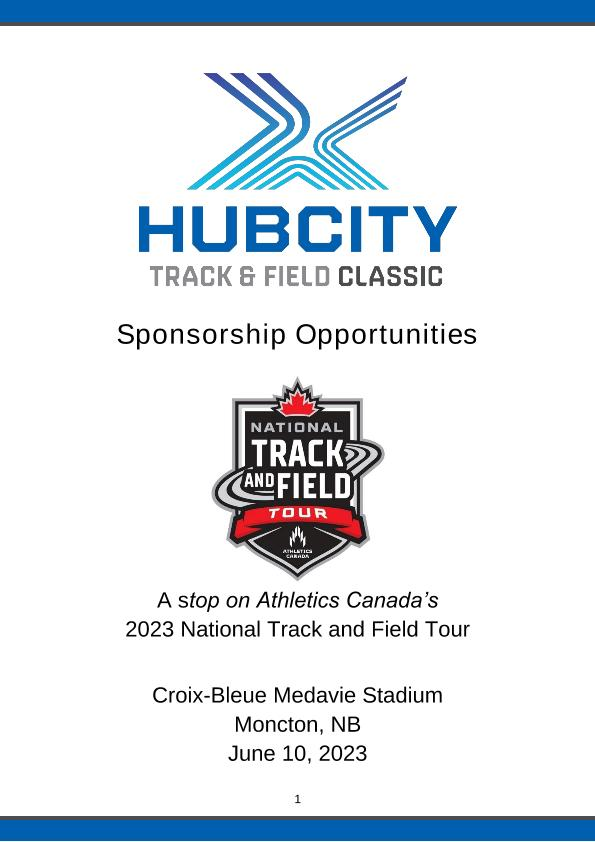 HUBCITY
TRACK & FIELD CLASSIC
Sponsorship Opportunities
NATIONAL
TRACK
AND FIELD
TOUR
ATHLETICS
CANADA
A stop on Athletics Canada’s
2023 National Track and Field Tour
Croix-Bleue Medavie Stadium
Moncton, NB
June 10, 2023
1